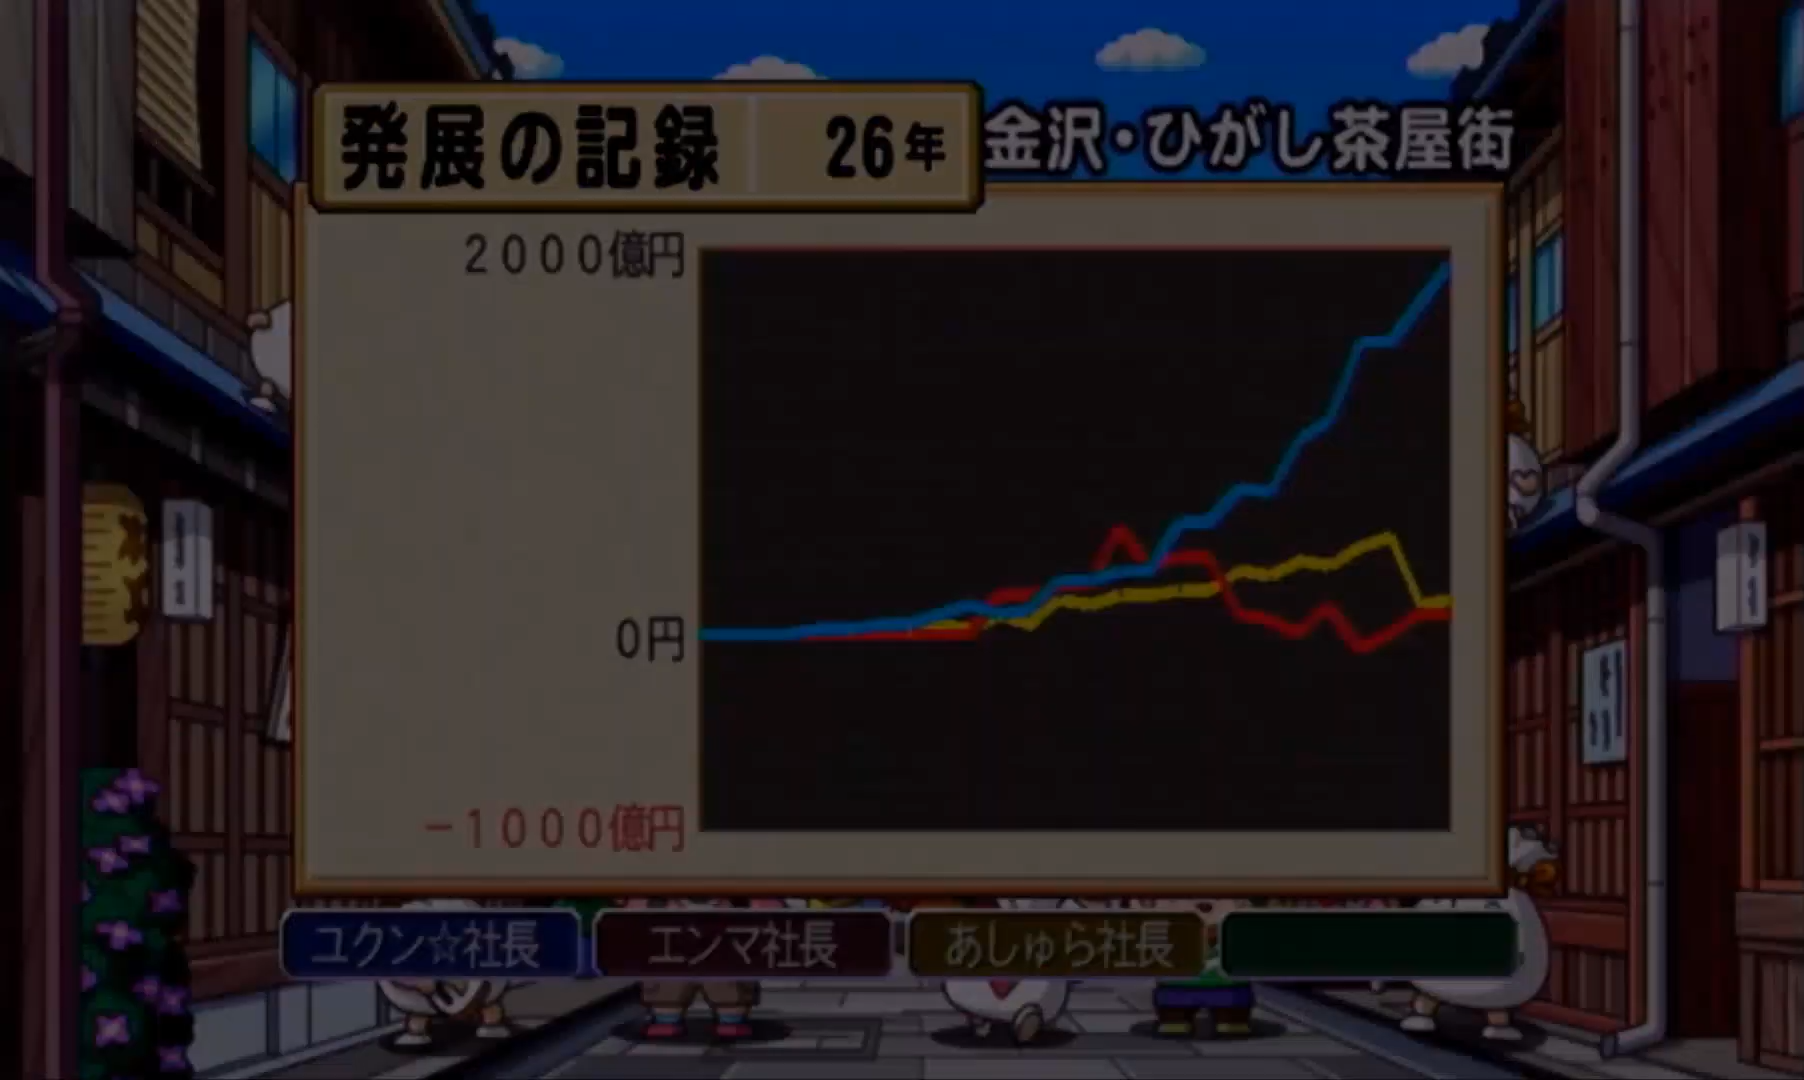 発展の記録 26年
金沢・ひがし茶屋街
2000億円
0円
－1000億円
ユクン☆社長
エンマ社長
あしゅら社長